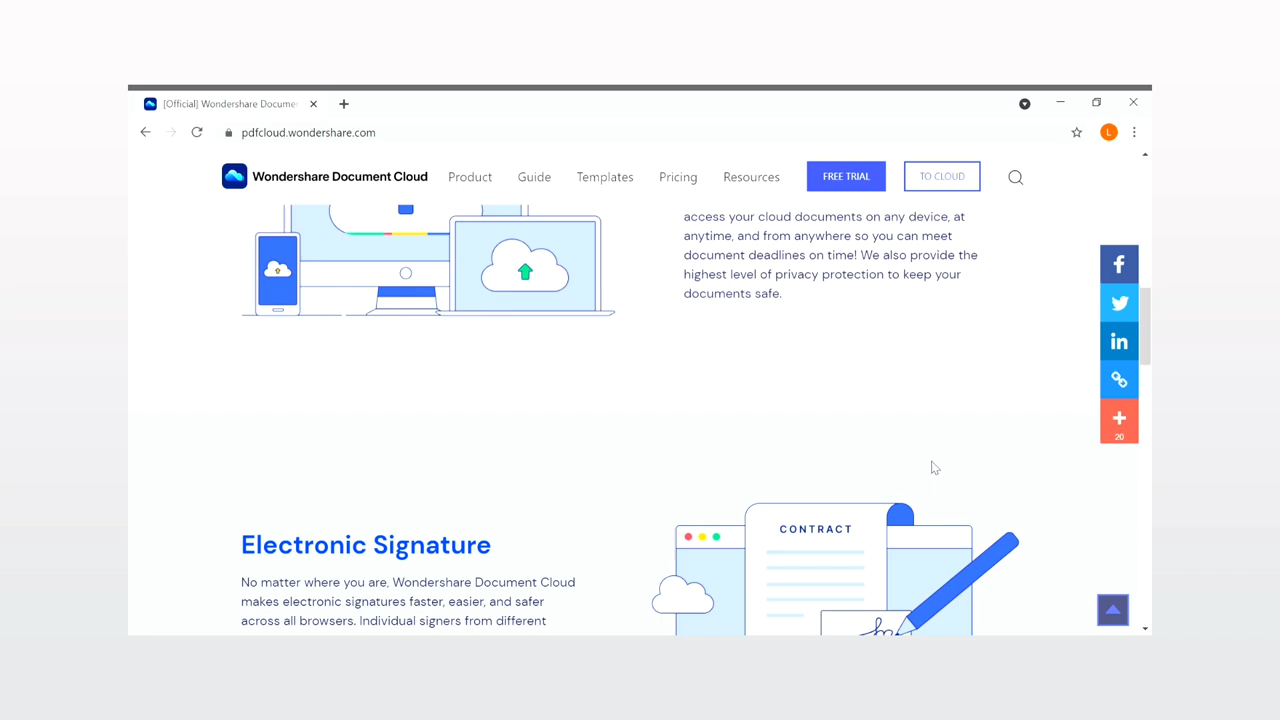 [Official] Wondershare Docume
pdfcloud.wondershare.com
L
Wondershare Document Cloud
Product
Guide
Templates
Pricing
Resources
FREE TRIAL
TO CLOUD
access your cloud documents on any device, at
anytime, and from anywhere so you can meet
document deadlines on time! We also provide the
highest level of privacy protection to keep your
documents safe.
f
in
20
Electronic Signature
No matter where you are, Wondershare Document Cloud
makes electronic signatures faster, easier, and safer
across all browsers. Individual signers from different
CONTRACT